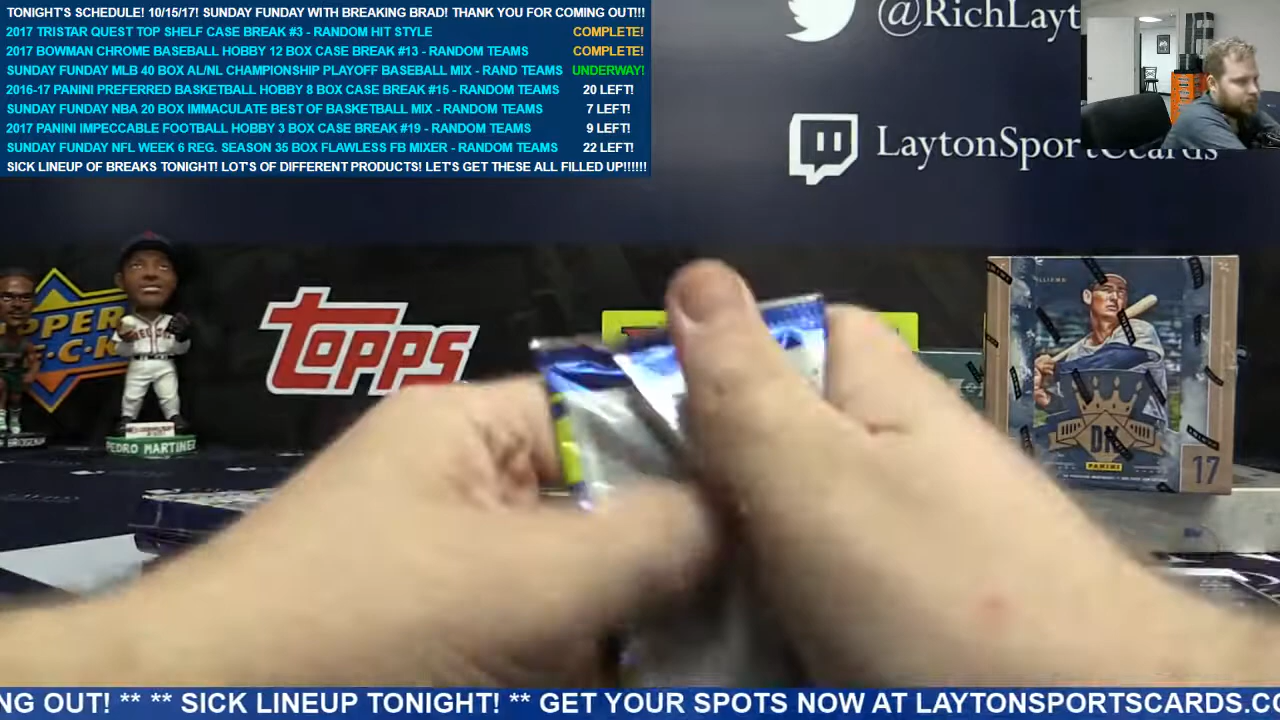 TONIGHT'S SCHEDULE! 10/15/17! SUNDAY FUNDAY WITH BREAKING BRAD! THANK YOU FOR COMING OUT!!!
2017 TRISTAR QUEST TOP SHELF CASE BREAK #3 - RANDOM HIT STYLE COMPLETE!
2017 BOWMAN CHROME BASEBALL HOBBY 12 BOX CASE BREAK #13 - RANDOM TEAMS COMPLETE!
SUNDAY FUNDAY MLB 40 BOX AL/NL CHAMPIONSHIP PLAYOFF BASEBALL MIX - RAND TEAMS UNDERWAY!
2016-17 PANINI PREFERRED BASKETBALL HOBBY 8 BOX CASE BREAK #15 - RANDOM TEAMS 20 LEFT!
SUNDAY FUNDAY NBA 20 BOX IMMACULATE BEST OF BASKETBALL MIX - RANDOM TEAMS 7 LEFT!
2017 PANINI IMPECCABLE FOOTBALL HOBBY 3 BOX CASE BREAK #19 - RANDOM TEAMS 9 LEFT!
SUNDAY FUNDAY NFL WEEK 6 REG. SEASON 35 BOX FLAWLESS FB MIXER - RANDOM TEAMS 22 LEFT!
SICK LINEUP OF BREAKS TONIGHT! LOT'S OF DIFFERENT PRODUCTS! LET'S GET THESE ALL FILLED UP!!!!!!
@RichLayt
LaytonSportsCards
UPPER
DECK
TOPPS
PEDRO MARTINEZ
DK
PANINI
17
NG OUT! ** ** SICK LINEUP TONIGHT! ** GET YOUR SPOTS NOW AT LAYTONSPORTSCARDS.CO